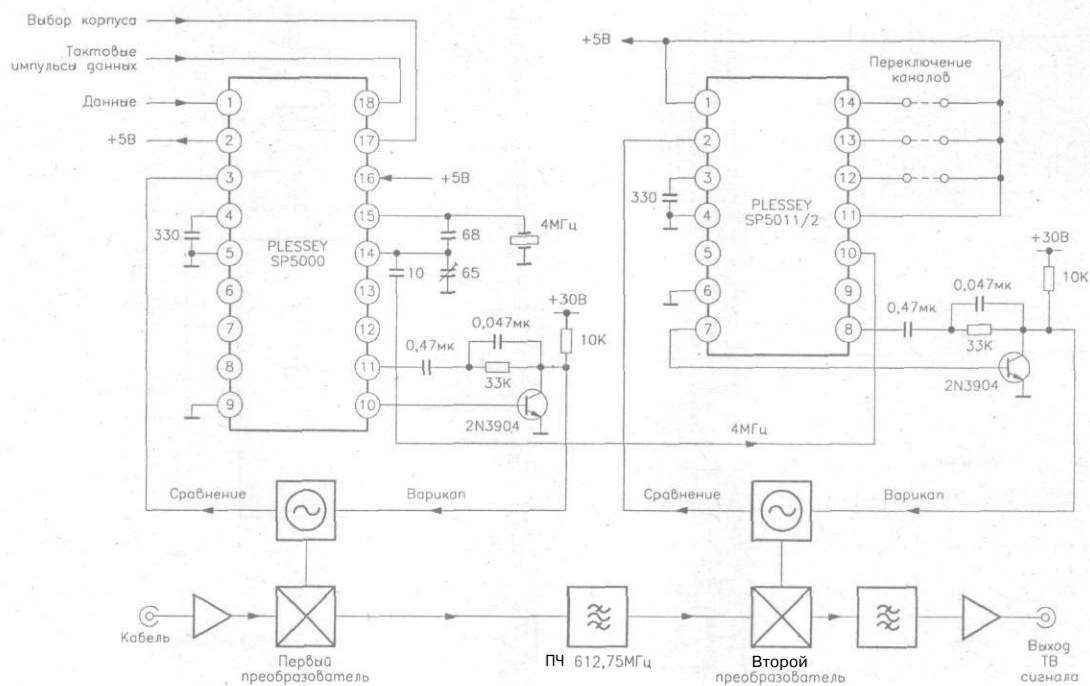 Выбор корпуса
Тактовые
импульсы данных
Данные
+5В
1
2
3
4
5
6
7
8
9
18
17
16
15
14
13
12
11
10
+5В
330
PLESSEY
SP5000
68
4МГц
10
65
+30В
0,047мк
10К
0,47мк
33К
2N3904
4МГц
+5В
Переключение
каналов
1
2
3
4
5
6
7
14
13
12
11
10
9
8
330
PLESSEY
SP5011/2
+30В
10К
0,047мк
0,47мк
33К
2N3904
Сравнение
Варикап
Сравнение
Варикап
Кабель
Первый
преобразователь
ПЧ 612,75МГц
Второй
преобразователь
Выход
ТВ
сигнала